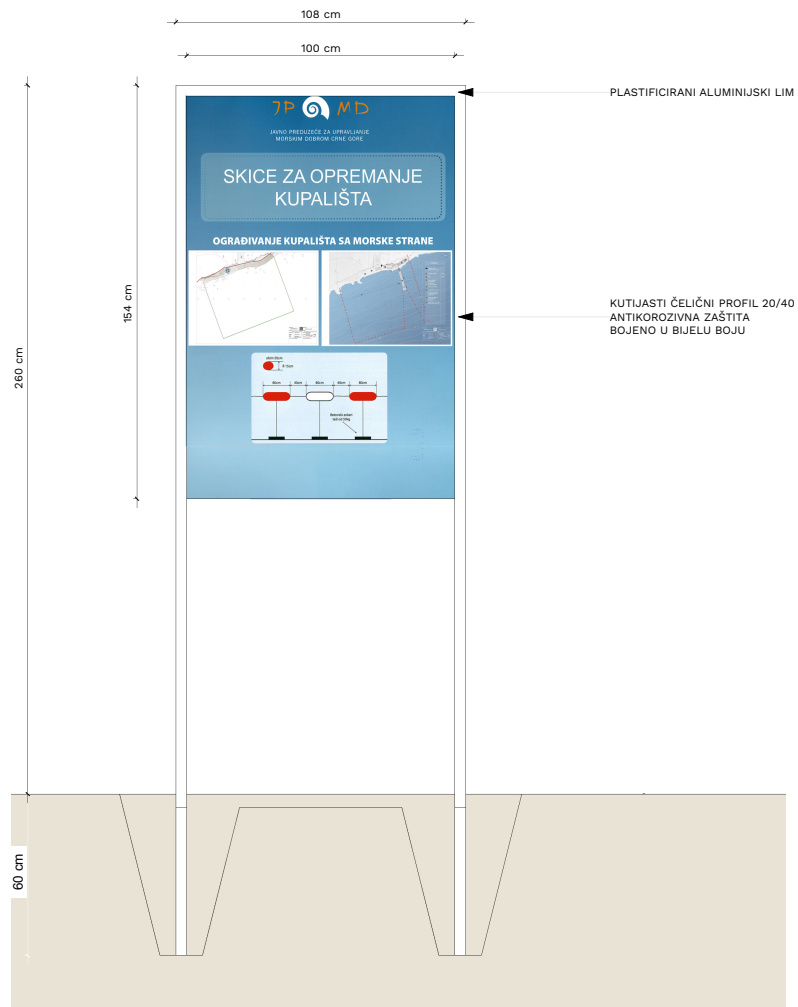 108 cm
100 cm
PLASTIFICIRANI ALUMINIJSKI LIM
JP MD
JAVNO PREDUZEĆE ZA UPRAVLJANJE
MORSKIM DOBROM CRNE GORE
SKICE ZA OPREMANJE
KUPALIŠTA
OGRAĐIVANJE KUPALIŠTA SA MORSKE STRANE
154 cm
260 cm
KUTIJASTI ČELIČNI PROFIL 20/40
ANTIKOROZIVNA ZAŠTITA
BOJENO U BIJELU BOJU
60 cm